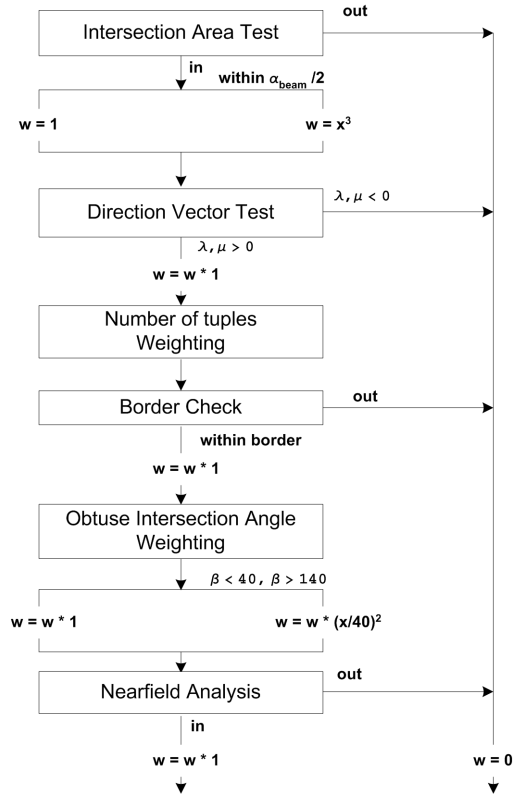 Intersection Area Test
out
in
within α_beam /2
w = 1
w = x³
Direction Vector Test
λ, μ < 0
λ, μ > 0
w = w * 1
Number of tuples
Weighting
Border Check
out
within border
w = w * 1
Obtuse Intersection Angle
Weighting
β < 40, β > 140
w = w * 1
w = w * (x/40)²
Nearfield Analysis
out
in
w = w * 1
w = 0